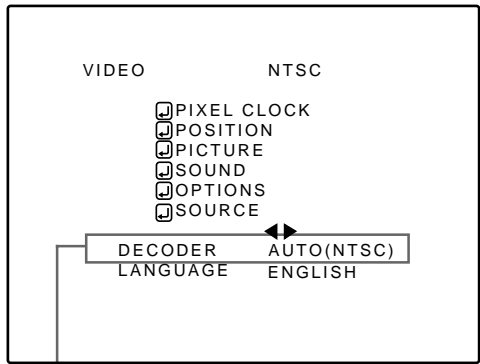 VIDEO NTSC
PIXEL CLOCK
POSITION
PICTURE
SOUND
OPTIONS
SOURCE
DECODER AUTO(NTSC)
LANGUAGE ENGLISH